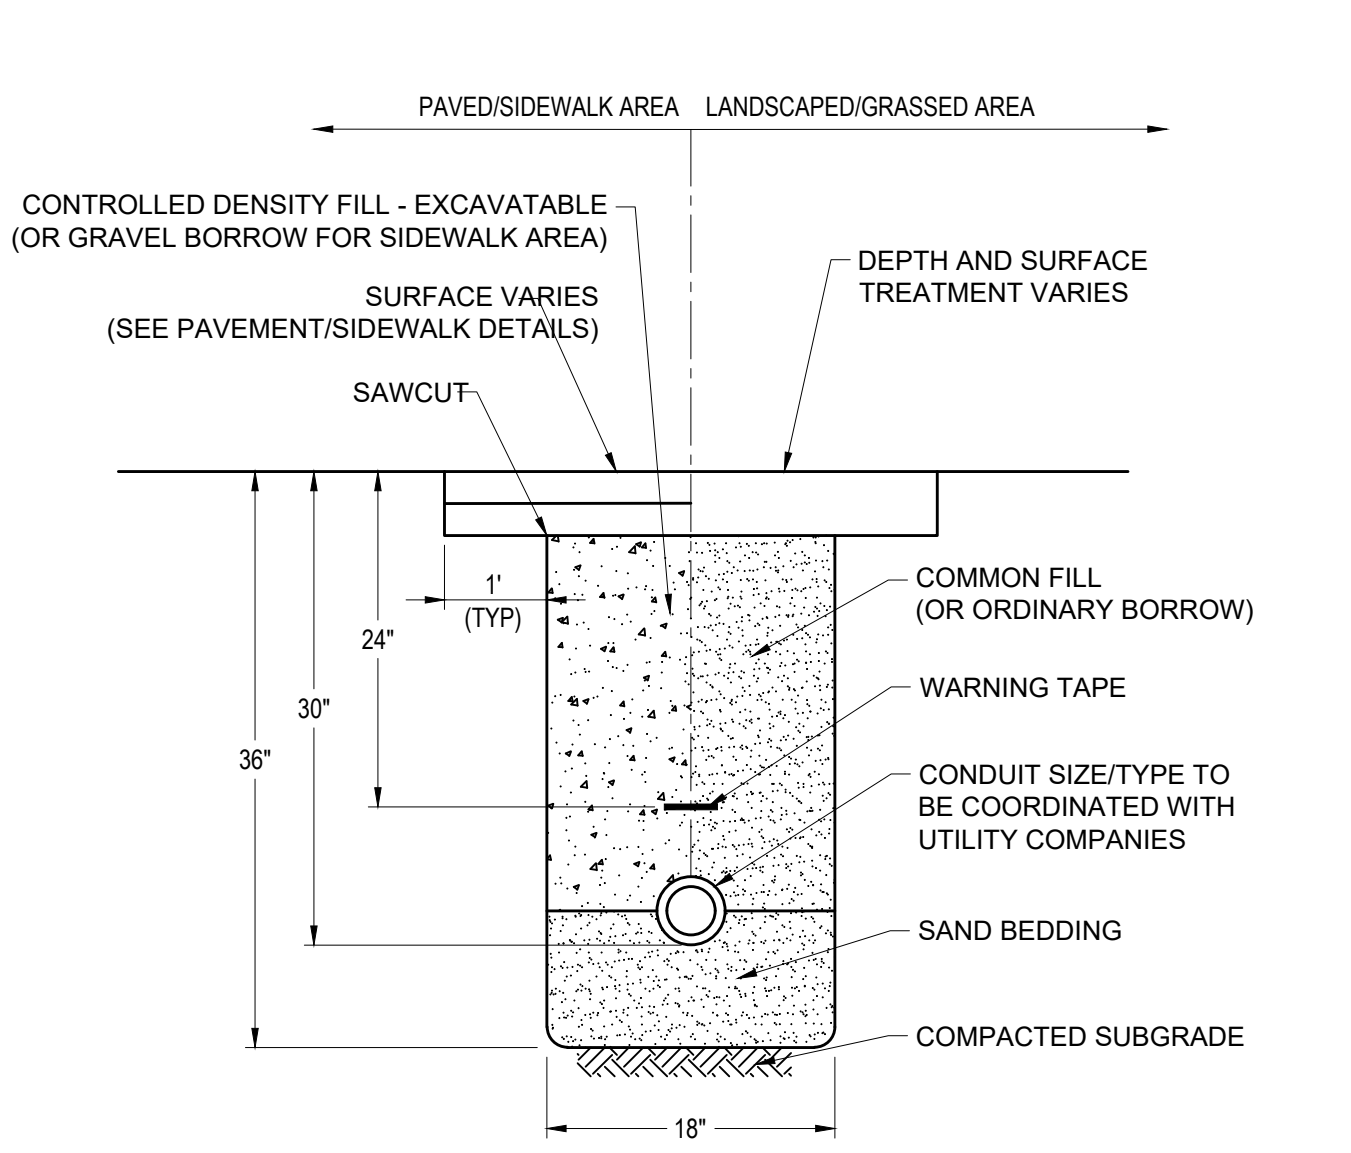 PAVED/SIDEWALK AREA
LANDSCAPED/GRASSED AREA
CONTROLLED DENSITY FILL - EXCAVATABLE
(OR GRAVEL BORROW FOR SIDEWALK AREA)
DEPTH AND SURFACE
TREATMENT VARIES
SURFACE VARIES
(SEE PAVEMENT/SIDEWALK DETAILS)
SAWCUT
1'
(TYP)
24"
30"
36"
COMMON FILL
(OR ORDINARY BORROW)
WARNING TAPE
CONDUIT SIZE/TYPE TO
BE COORDINATED WITH
UTILITY COMPANIES
SAND BEDDING
COMPACTED SUBGRADE
18"